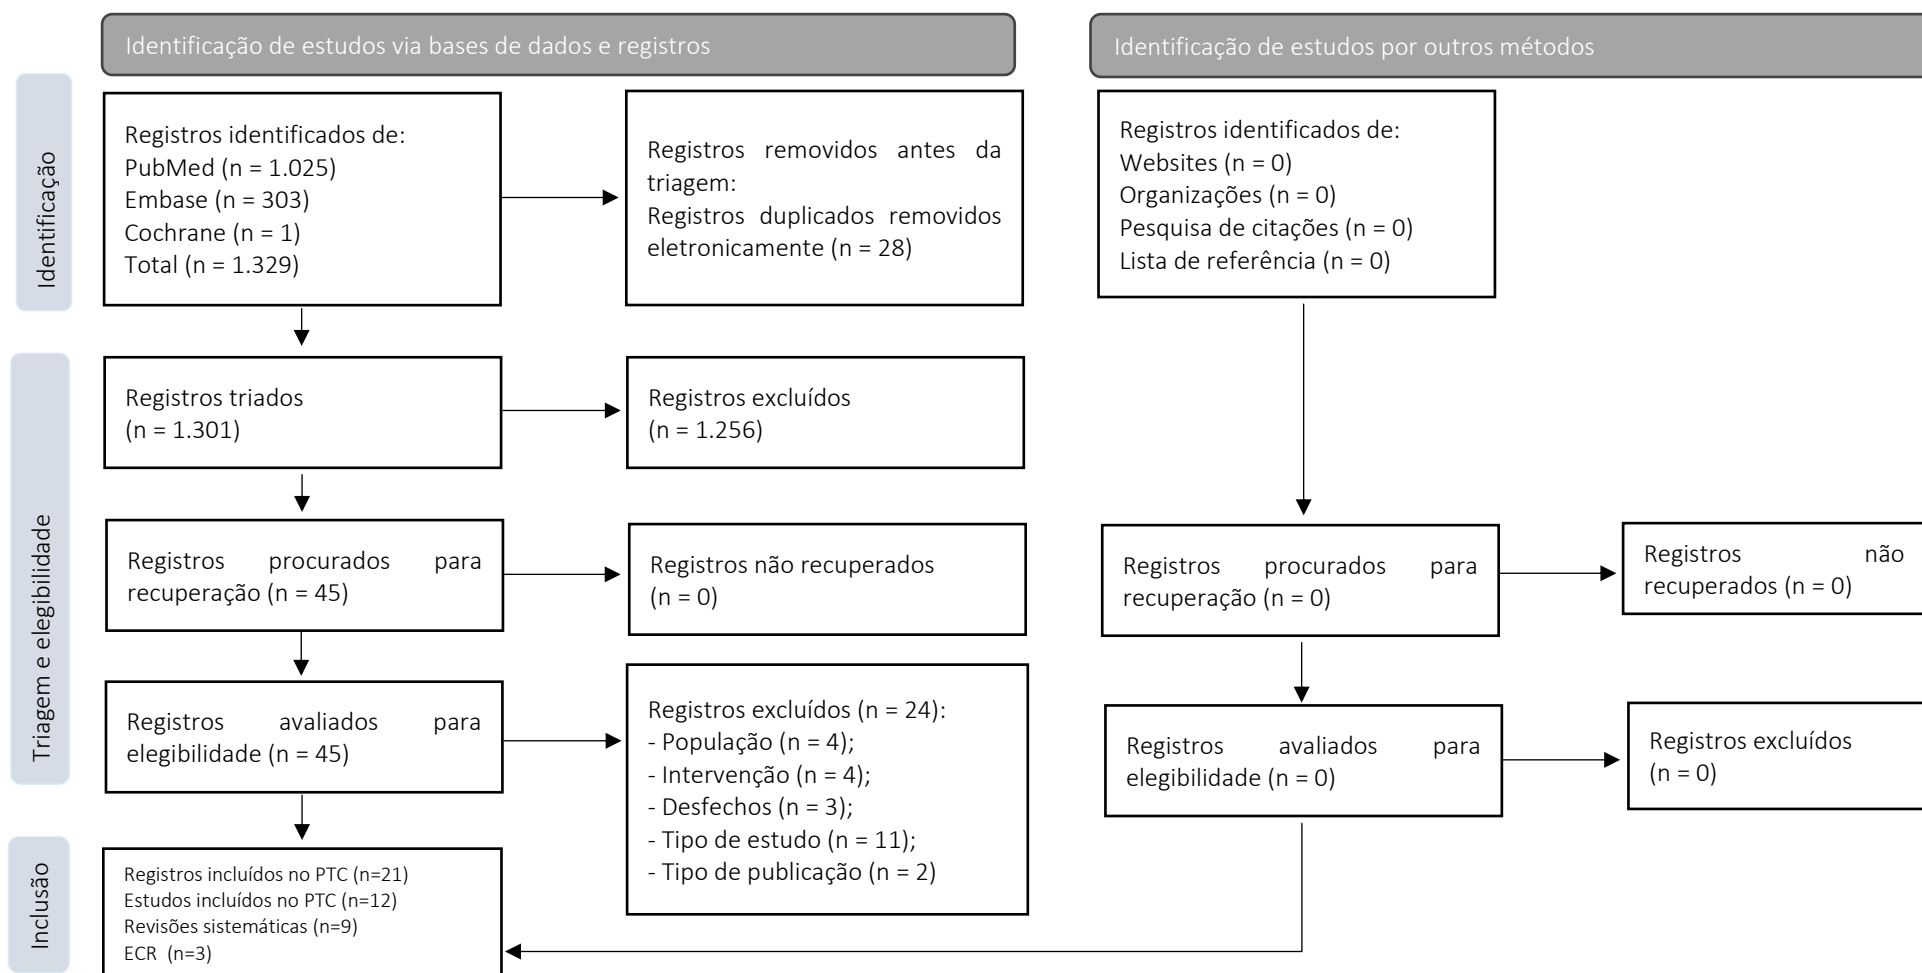 Identificação de estudos via bases de dados e registros
Identificação de estudos por outros métodos
Identificação
Registros identificados de:
PubMed (n = 1.025)
Embase (n = 303)
Cochrane (n = 1)
Total (n = 1.329)
Registros removidos antes da
triagem:
Registros duplicados removidos
eletronicamente (n = 28)
Registros identificados de:
Websites (n = 0)
Organizações (n = 0)
Pesquisa de citações (n = 0)
Lista de referência (n = 0)
Triagem e elegibilidade
Registros triados
(n = 1.301)
Registros excluídos
(n = 1.256)
Registros procurados para
recuperação (n = 45)
Registros não recuperados
(n = 0)
Registros procurados para
recuperação (n = 0)
Registros não
recuperados (n = 0)
Registros avaliados para
elegibilidade (n = 45)
Registros excluídos (n = 24):
- População (n = 4);
- Intervenção (n = 4);
- Desfechos (n = 3);
- Tipo de estudo (n = 11);
- Tipo de publicação (n = 2)
Registros avaliados para
elegibilidade (n = 0)
Registros excluídos
(n = 0)
Inclusão
Registros incluídos no PTC (n=21)
Estudos incluídos no PTC (n=12)
Revisões sistemáticas (n=9)
ECR (n=3)